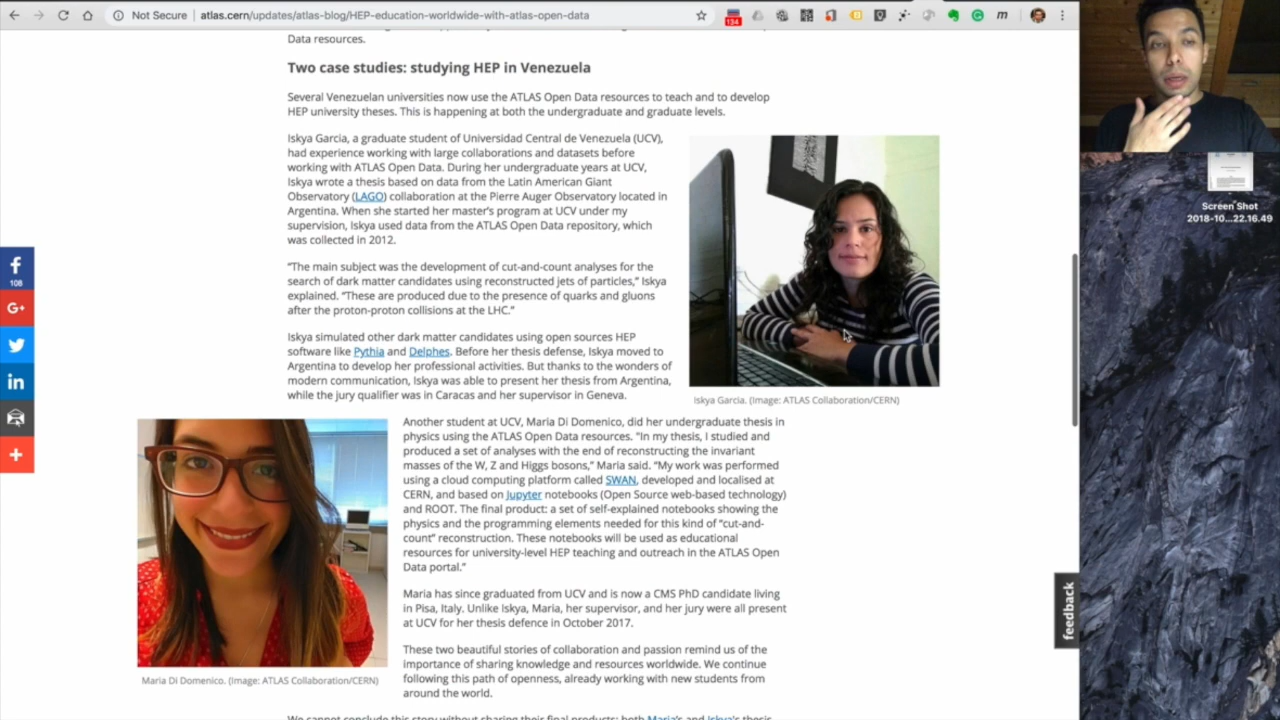 Not Secure | atlas.cern/updates/atlas-blog/HEP-education-worldwide-with-atlas-open-data
134
Data resources.
Two case studies: studying HEP in Venezuela
Several Venezuelan universities now use the ATLAS Open Data resources to teach and to develop
HEP university theses. This is happening at both the undergraduate and graduate levels.
Iskya Garcia, a graduate student of Universidad Central de Venezuela (UCV),
had experience working with large collaborations and datasets before
working with ATLAS Open Data. During her undergraduate years at UCV,
Iskya wrote a thesis based on data from the Latin American Giant
Observatory (LAGO) collaboration at the Pierre Auger Observatory located in
Argentina. When she started her master's program at UCV under my
supervision, Iskya used data from the ATLAS Open Data repository, which
was collected in 2012.
"The main subject was the development of cut-and-count analyses for the
search of dark matter candidates using reconstructed jets of particles," Iskya
explained. "These are produced due to the presence of quarks and gluons
after the proton-proton collisions at the LHC."
Iskya simulated other dark matter candidates using open sources HEP
software like Pythia and Delphes. Before her thesis defense, Iskya moved to
Argentina to develop her professional activities. But thanks to the wonders of
modern communication, Iskya was able to present her thesis from Argentina,
while the jury qualifier was in Caracas and her supervisor in Geneva.
Iskya Garcia. (Image: ATLAS Collaboration/CERN)
Another student at UCV, Maria Di Domenico, did her undergraduate thesis in
physics using the ATLAS Open Data resources. "In my thesis, I studied and
produced a set of analyses with the end of reconstructing the invariant
masses of the W, Z and Higgs bosons," Maria said. "My work was performed
using a cloud computing platform called SWAN, developed and localised at
CERN, and based on Jupyter notebooks (Open Source web-based technology)
and ROOT. The final product: a set of self-explained notebooks showing the
physics and the programming elements needed for this kind of "cut-and-
count" reconstruction. These notebooks will be used as educational
resources for university-level HEP teaching and outreach in the ATLAS Open
Data portal."
Maria has since graduated from UCV and is now a CMS PhD candidate living
in Pisa, Italy. Unlike Iskya, Maria, her supervisor, and her jury were all present
at UCV for her thesis defence in October 2017.
These two beautiful stories of collaboration and passion remind us of the
importance of sharing knowledge and resources worldwide. We continue
following this path of openness, already working with new students from
around the world.
Maria Di Domenico. (Image: ATLAS Collaboration/CERN)
We cannot conclude this story without sharing their final products: both Maria's and Iskya's thesis
108
G+
in
feedback
Screen Shot
2018-10...22.16.49